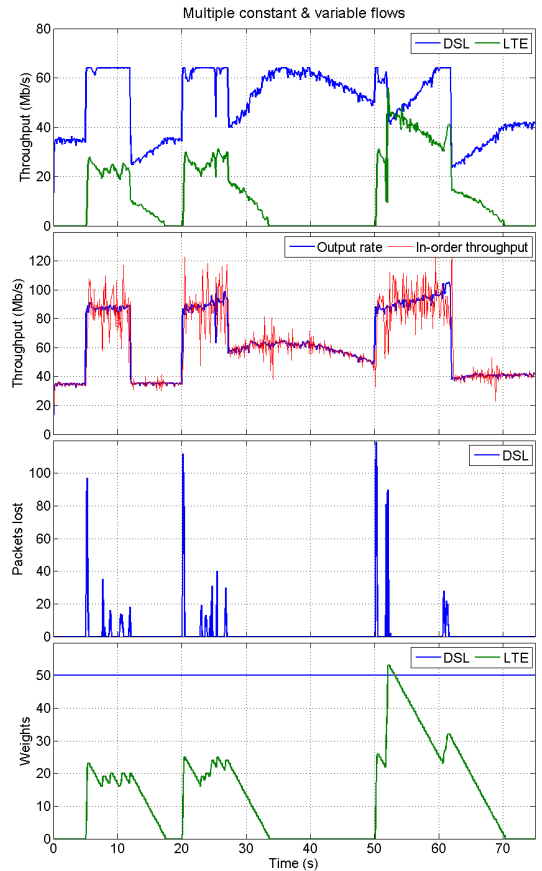 Multiple constant & variable flows
Throughput (Mb/s)
80
60
40
20
0
DSL LTE
Throughput (Mb/s)
120
100
80
60
40
20
0
Output rate In-order throughput
Packets lost
100
80
60
40
20
0
DSL
Weights
50
40
30
20
10
0
DSL LTE
0 10 20 30 40 50 60 70
Time (s)